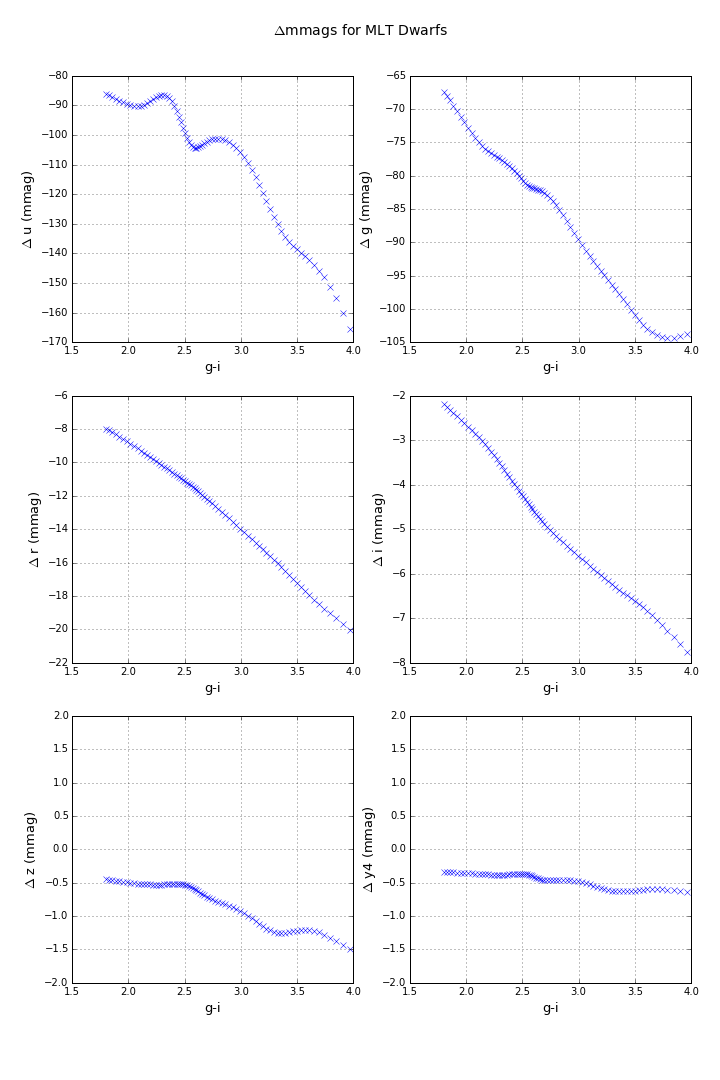 Δmmags for MLT Dwarfs
−80
−90
−100
−110
−120
−130
−140
−150
−160
−170
Δ u (mmag)
1.5 2.0 2.5 3.0 3.5 4.0
g-i
−65
−70
−75
−80
−85
−90
−95
−100
−105
Δ g (mmag)
1.5 2.0 2.5 3.0 3.5 4.0
g-i
−6
−8
−10
−12
−14
−16
−18
−20
−22
Δ r (mmag)
1.5 2.0 2.5 3.0 3.5 4.0
g-i
−2
−3
−4
−5
−6
−7
−8
Δ i (mmag)
1.5 2.0 2.5 3.0 3.5 4.0
g-i
2.0
1.5
1.0
0.5
0.0
−0.5
−1.0
−1.5
−2.0
Δ z (mmag)
1.5 2.0 2.5 3.0 3.5 4.0
g-i
2.0
1.5
1.0
0.5
0.0
−0.5
−1.0
−1.5
−2.0
Δ y4 (mmag)
1.5 2.0 2.5 3.0 3.5 4.0
g-i